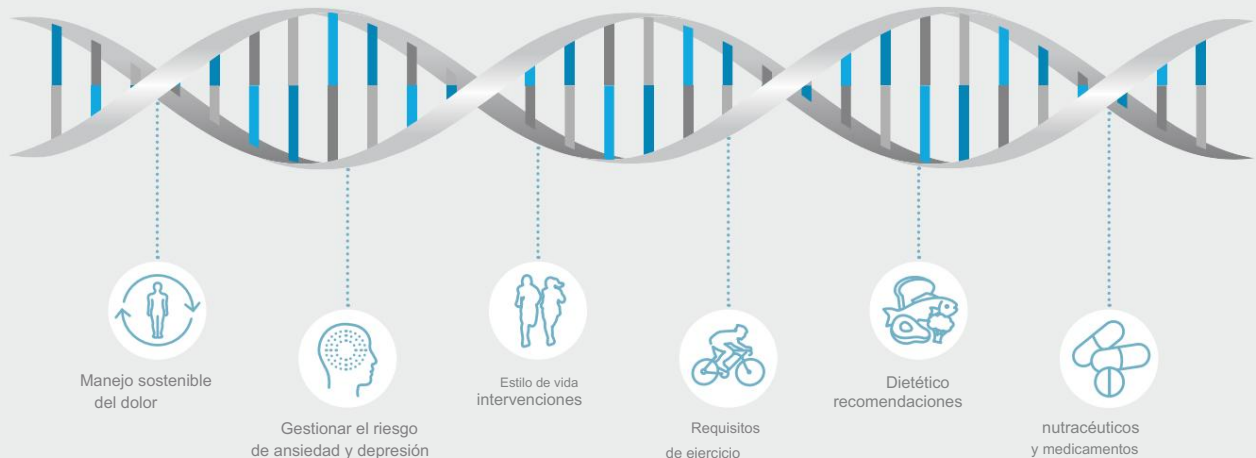 Manejo sostenible
del dolor
Gestionar el riesgo
de ansiedad y depresión
Estilo de vida
intervenciones
Requisitos
de ejercicio
Dietético
recomendaciones
nutracéuticos
y medicamentos